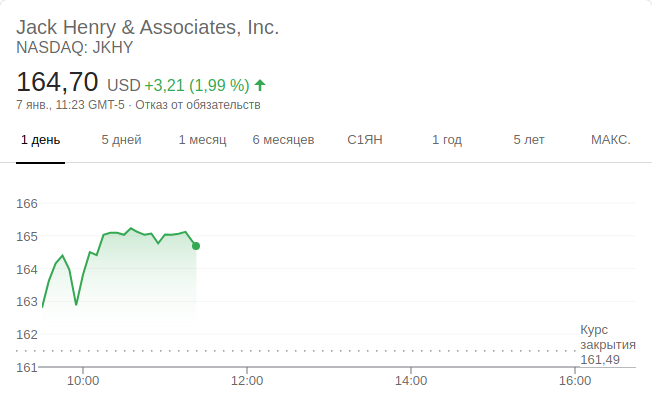 Jack Henry & Associates, Inc.
NASDAQ: JKHY
164,70 USD +3,21 (1,99 %)
7 янв., 11:23 GMT-5 · Отказ от обязательств
1 день 5 дней 1 месяц 6 месяцев С1ЯН 1 год 5 лет МАКС.
166
165
164
163
162
161
Курс
закрытия
161,49
10:00 12:00 14:00 16:00